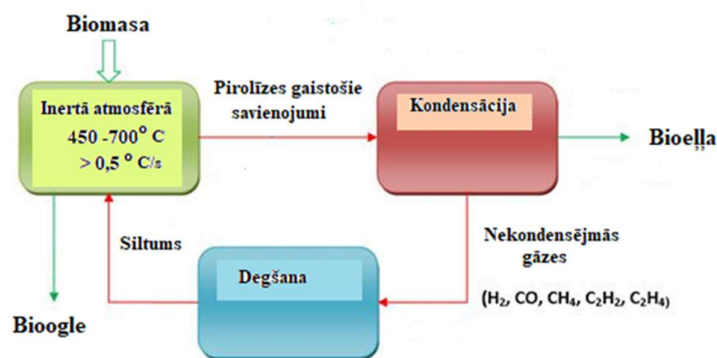 Biomasa
Inertā atmosfērā
450 -700° C
> 0,5 ° C/s
Pirolīzes gaistošie
savienojumi
Kondensācija
Bioeļļa
Siltums
Degšana
Nekondensējmās
gāzes
(H₂, CO, CH₄, C₂H₂, C₂H₄)
Bioogle